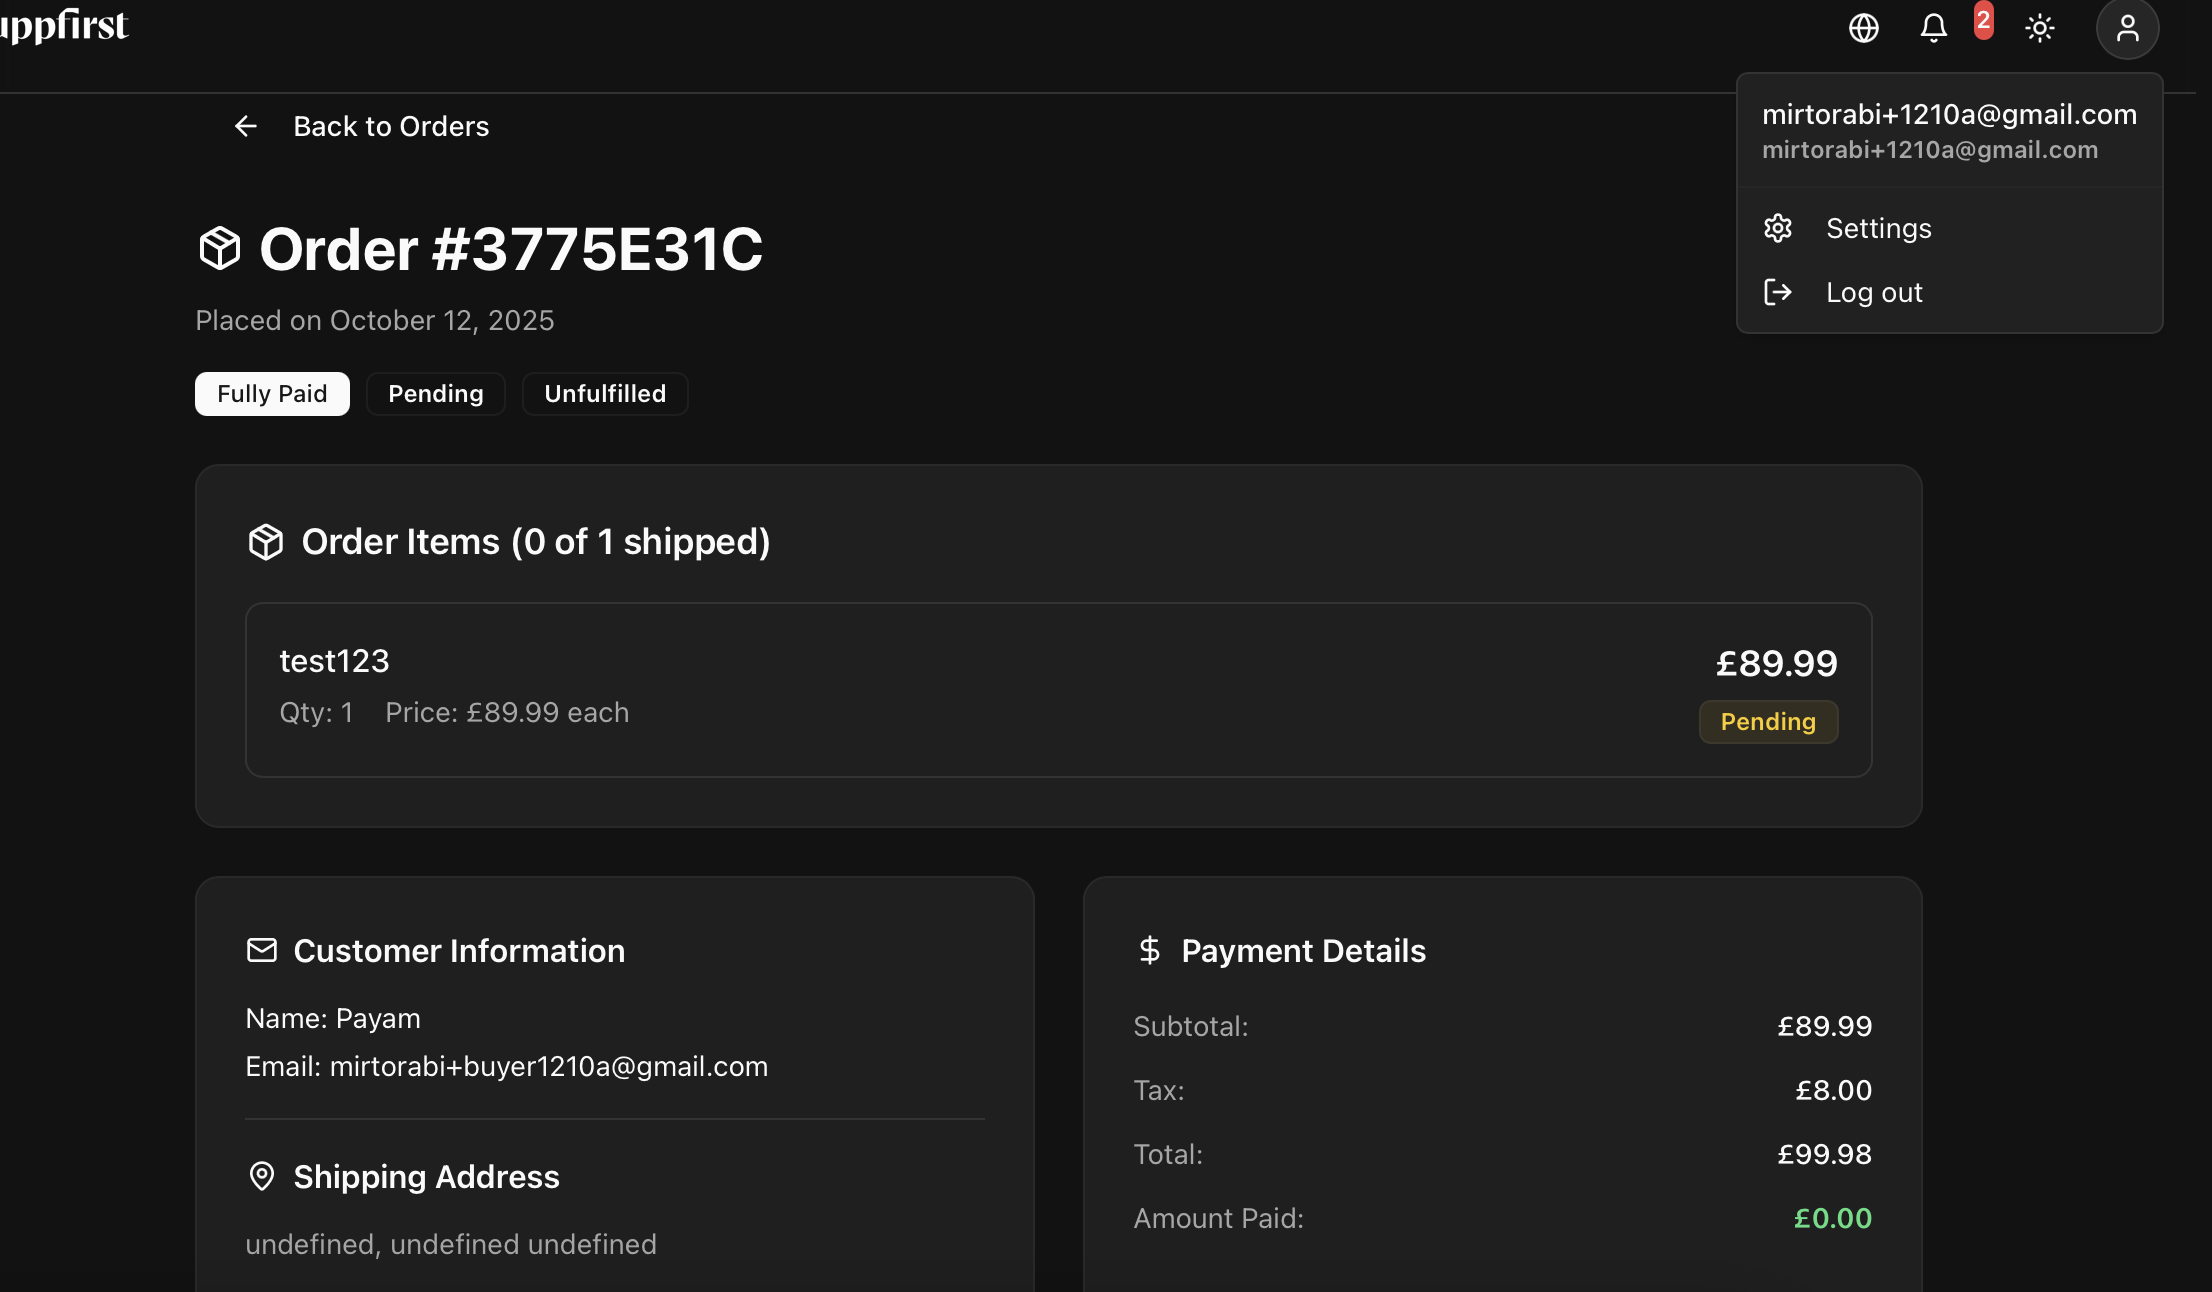 uppfirst
2
mirtorabi+1210a@gmail.com
mirtorabi+1210a@gmail.com
Settings
Log out
Back to Orders
Order #3775E31C
Placed on October 12, 2025
Fully Paid
Pending
Unfulfilled
Order Items (0 of 1 shipped)
test123
£89.99
Qty: 1 Price: £89.99 each
Pending
Customer Information
Name: Payam
Email: mirtorabi+buyer1210a@gmail.com
Shipping Address
undefined, undefined undefined
$ Payment Details
Subtotal: £89.99
Tax: £8.00
Total: £99.98
Amount Paid: £0.00